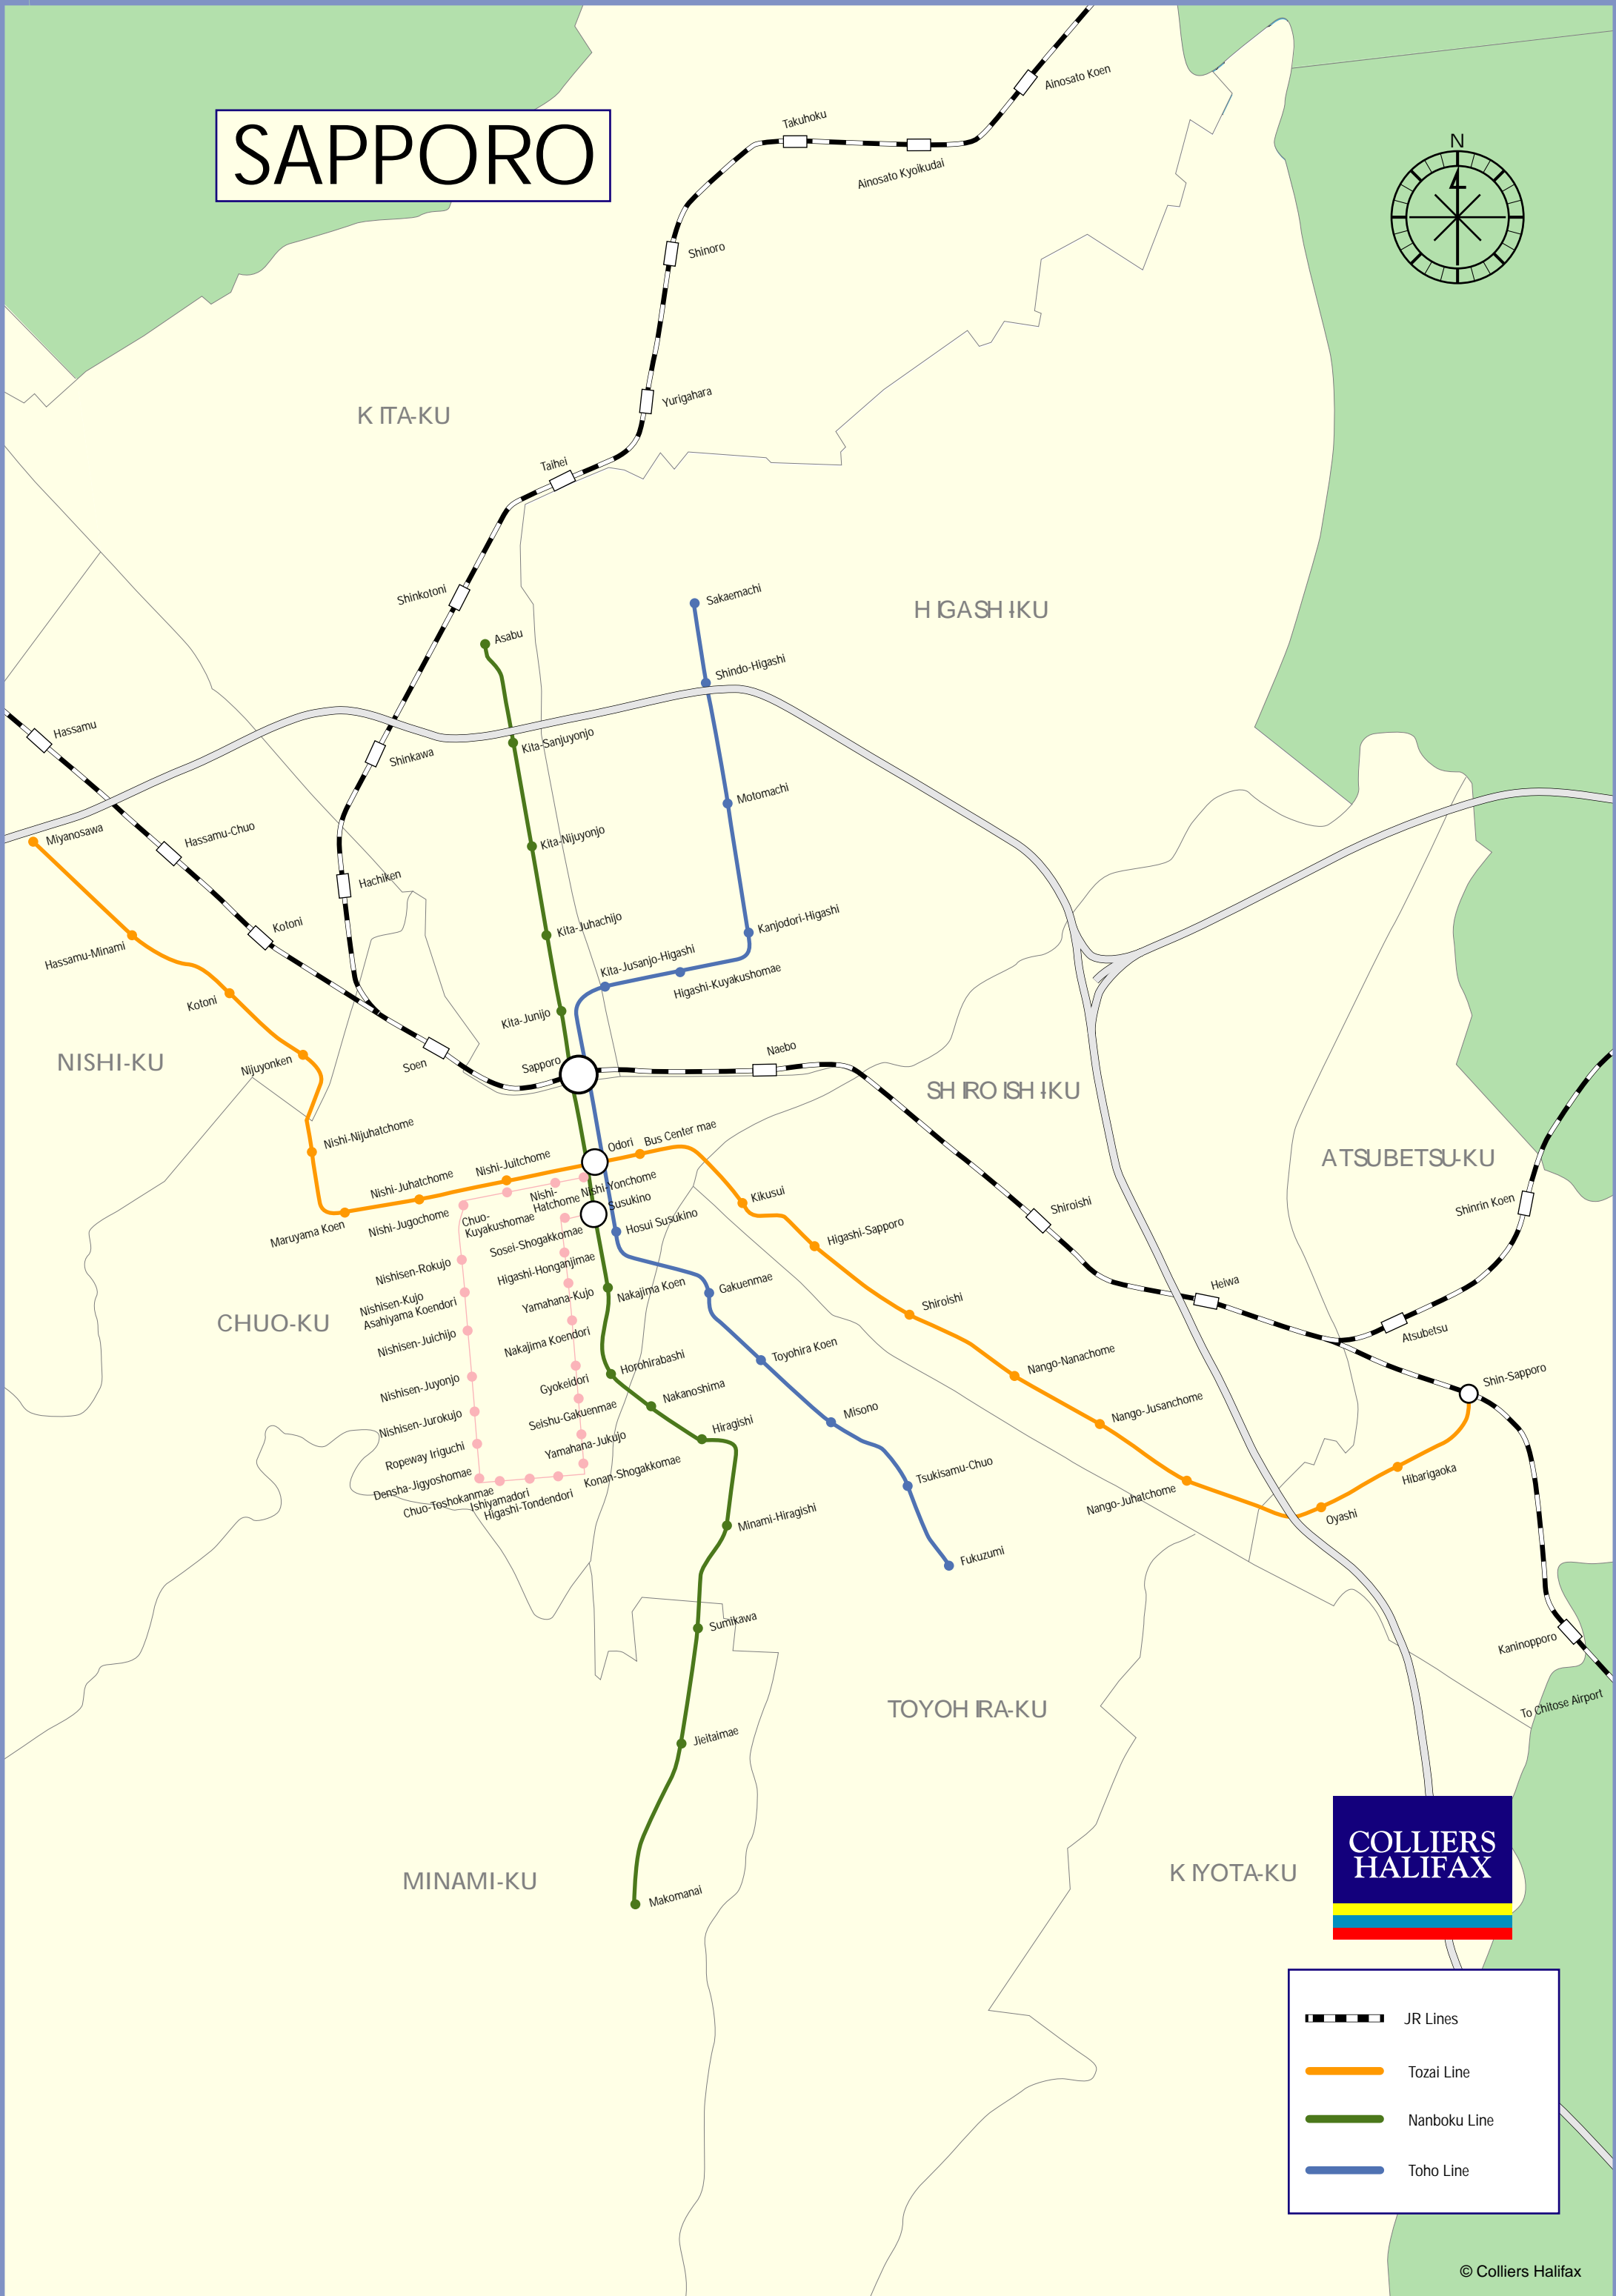 SAPPORO
N
Ainosato Koen
Takuhoku
Ainosato Kyoikudai
Shinoro
Yurigahara
KITA-KU
Taihei
Shinkotoni
Sakaemachi
HIGASHI-KU
Asabu
Shindo-Higashi
Hassamu
Kita-Sanjuyonjo
Shinkawa
Motomachi
Miyanosawa
Hassamu-Chuo
Kita-Nijuyonjo
Hachiken
Kotoni
Kita-Juhachijo
Kanjodori-Higashi
Hassamu-Minami
Kita-Jusanjo-Higashi
Higashi-Kuyakushomae
Kotoni
Kita-Junijo
NISHI-KU
Nijuyonken
Soen
Sapporo
Naebo
SHIROISHI-KU
Nishi-Nijuhatchome
Odori
Bus Center mae
ATSUBETSU-KU
Nishi-Juitchome
Nishi-Juhatchome
Nishi-
Hatchome
Nishi-Yonchome
Kikusui
Shinrin Koen
Maruyama Koen
Nishi-Jugochome
Chuo-
Kuyakushomae
Susukino
Hosui Susukino
Shiroishi
Higashi-Sapporo
Sosei-Shogakkomae
Nishisen-Rokujo
Higashi-Honganjimae
Nishisen-Kujo
Asahiyama Koendori
Yamahana-Kujo
Nakajima Koen
Gakuenmae
Heiwa
Shiroishi
CHUO-KU
Nishisen-Juichijo
Nakajima Koendori
Toyohira Koen
Atsubetsu
Horohirabashi
Nango-Nanachome
Nishisen-Juyonjo
Gyokeidori
Nakanoshima
Shin-Sapporo
Nishisen-Jurokujo
Seishu-Gakuenmae
Hiragishi
Misono
Nango-Jusanchome
Ropeway Iriguchi
Yamahana-Jukujo
Densha-Jigyoshomae
Konan-Shogakkomae
Tsukisamu-Chuo
Hibarigaoka
Chuo-Toshokanmae
Ishiyamadori
Higashi-Tondendori
Nango-Juhatchome
Minami-Hiragishi
Oyashi
Fukuzumi
Sumikawa
Kaninopporo
TOYOHIRA-KU
To Chitose Airport
Jieitaimae
MINAMI-KU
Makomanai
KIYOTA-KU
COLLIERS
HALIFAX
JR Lines
Tozai Line
Nanboku Line
Toho Line
© Colliers Halifax